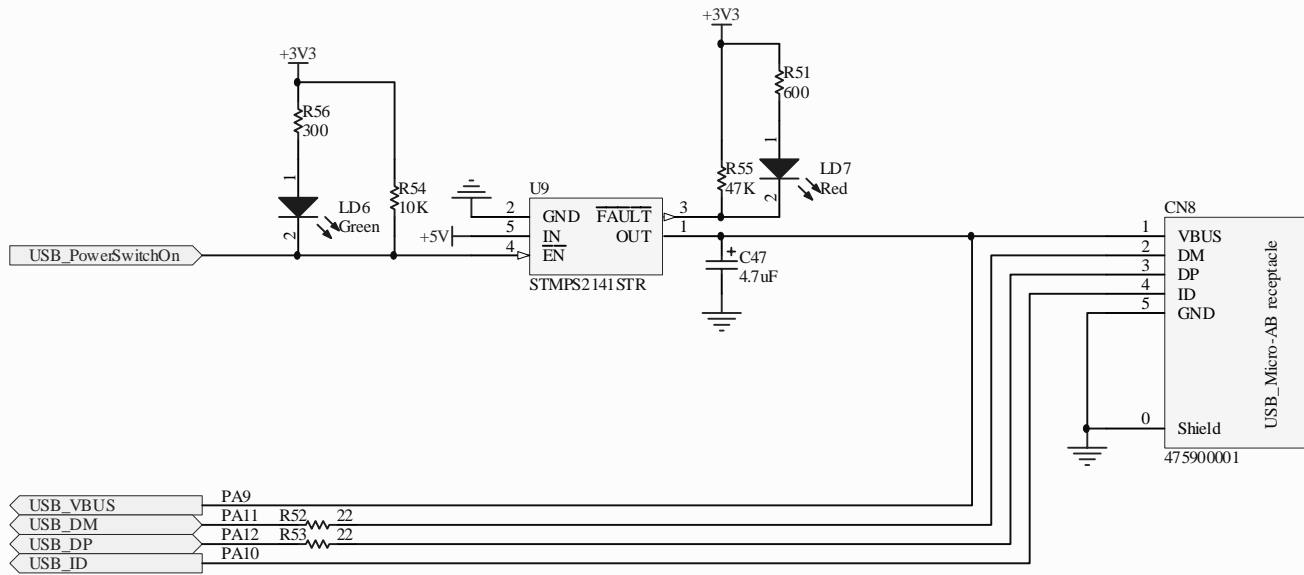 +3V3
+3V3
R51
600
R56
300
1
1
R55
47K
LD7
Red
2
R54
10K
1
LD6
Green
2
U9
2
GND
FAULT
3
5
IN
OUT
1
4
EN
+5V
STMPS2141STR
USB_PowerSwitchOn
+
C47
4.7uF
CN8
1
VBUS
2
DM
3
DP
4
ID
5
GND
0
Shield
USB_Micro-AB receptacle
475900001
USB_VBUS
PA9
USB_DM
PA11
R52
22
USB_DP
PA12
R53
22
USB_ID
PA10